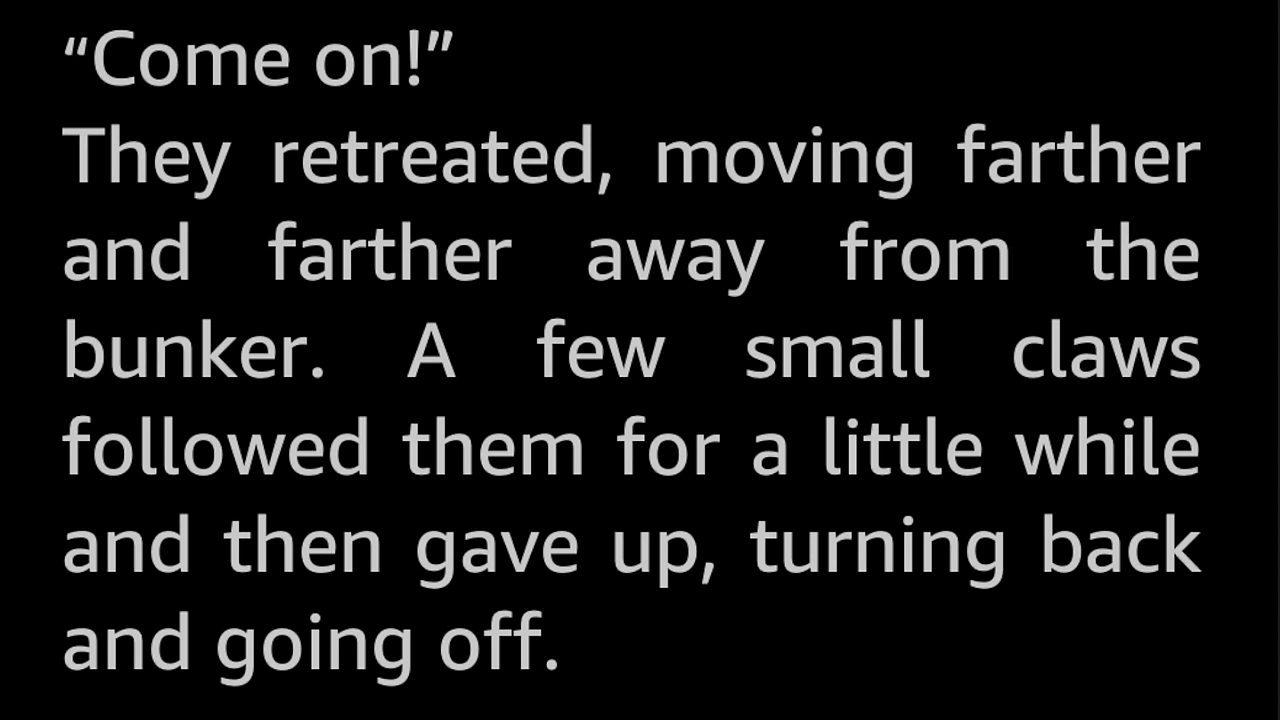 “Come on!”
They retreated, moving farther
and farther away from the
bunker. A few small claws
followed them for a little while
and then gave up, turning back
and going off.